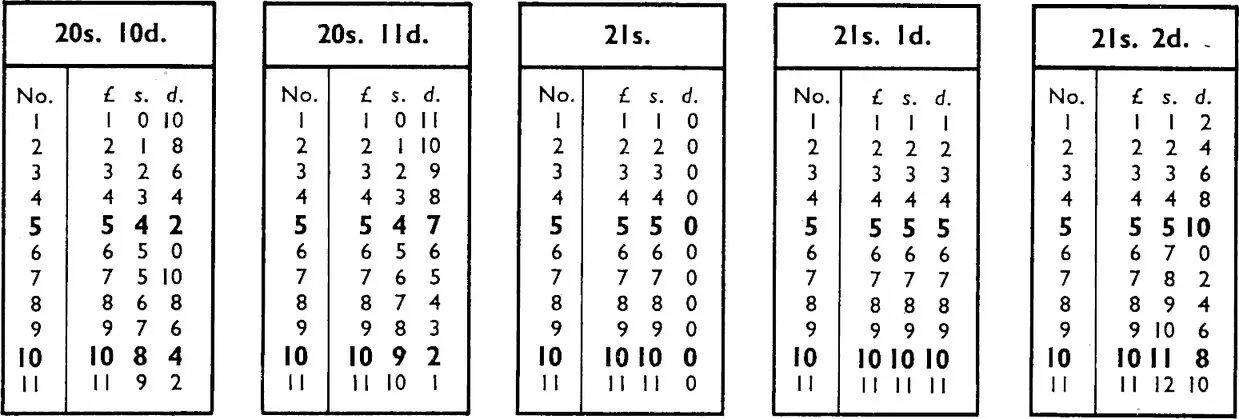 20s. 10d.
No. £ s. d.
1 1 0 10
2 2 1 8
3 3 2 6
4 4 3 4
5 5 4 2
6 6 5 0
7 7 5 10
8 8 6 8
9 9 7 6
10 10 8 4
11 11 9 2
20s. 11d.
No. £ s. d.
1 1 0 11
2 2 1 10
3 3 2 9
4 4 3 8
5 5 4 7
6 6 5 6
7 7 6 5
8 8 7 4
9 9 8 3
10 10 9 2
11 11 10 1
21s.
No. £ s. d.
1 1 1 0
2 2 2 0
3 3 3 0
4 4 4 0
5 5 5 0
6 6 6 0
7 7 7 0
8 8 8 0
9 9 9 0
10 10 10 0
11 11 11 0
21s. 1d.
No. £ s. d.
1 1 1 1
2 2 2 2
3 3 3 3
4 4 4 4
5 5 5 5
6 6 6 6
7 7 7 7
8 8 8 8
9 9 9 9
10 10 10 10
11 11 11 11
21s. 2d.
No. £ s. d.
1 1 1 2
2 2 2 4
3 3 3 6
4 4 4 8
5 5 5 10
6 6 7 0
7 7 8 2
8 8 9 4
9 9 10 6
10 10 11 8
11 11 12 10